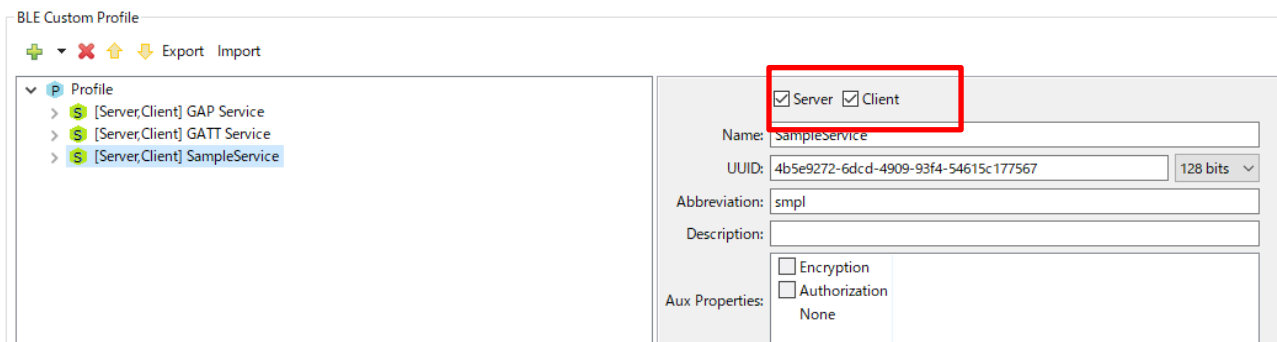 BLE Custom Profile
Export Import
Profile
[Server,Client] GAP Service
[Server,Client] GATT Service
[Server,Client] SampleService
Server Client
Name: SampleService
UUID: 4b5e9272-6dcd-4909-93f4-54615c177567 128 bits
Abbreviation: smpl
Description:
Aux Properties:
Encryption
Authorization
None